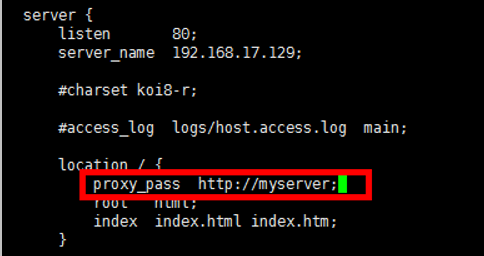 server {
listen 80;
server_name 192.168.17.129;
#charset koi8-r;
#access_log logs/host.access.log main;
location / {
proxy_pass http://myserver;
root html;
index index.html index.htm;
}